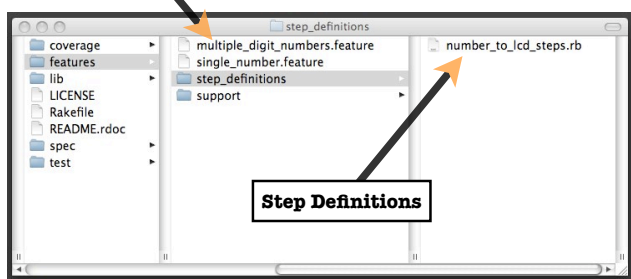 step_definitions
coverage
features
lib
LICENSE
Rakefile
README.rdoc
spec
test
multiple_digit_numbers.feature
single_number.feature
step_definitions
support
number_to_lcd_steps.rb
Step Definitions